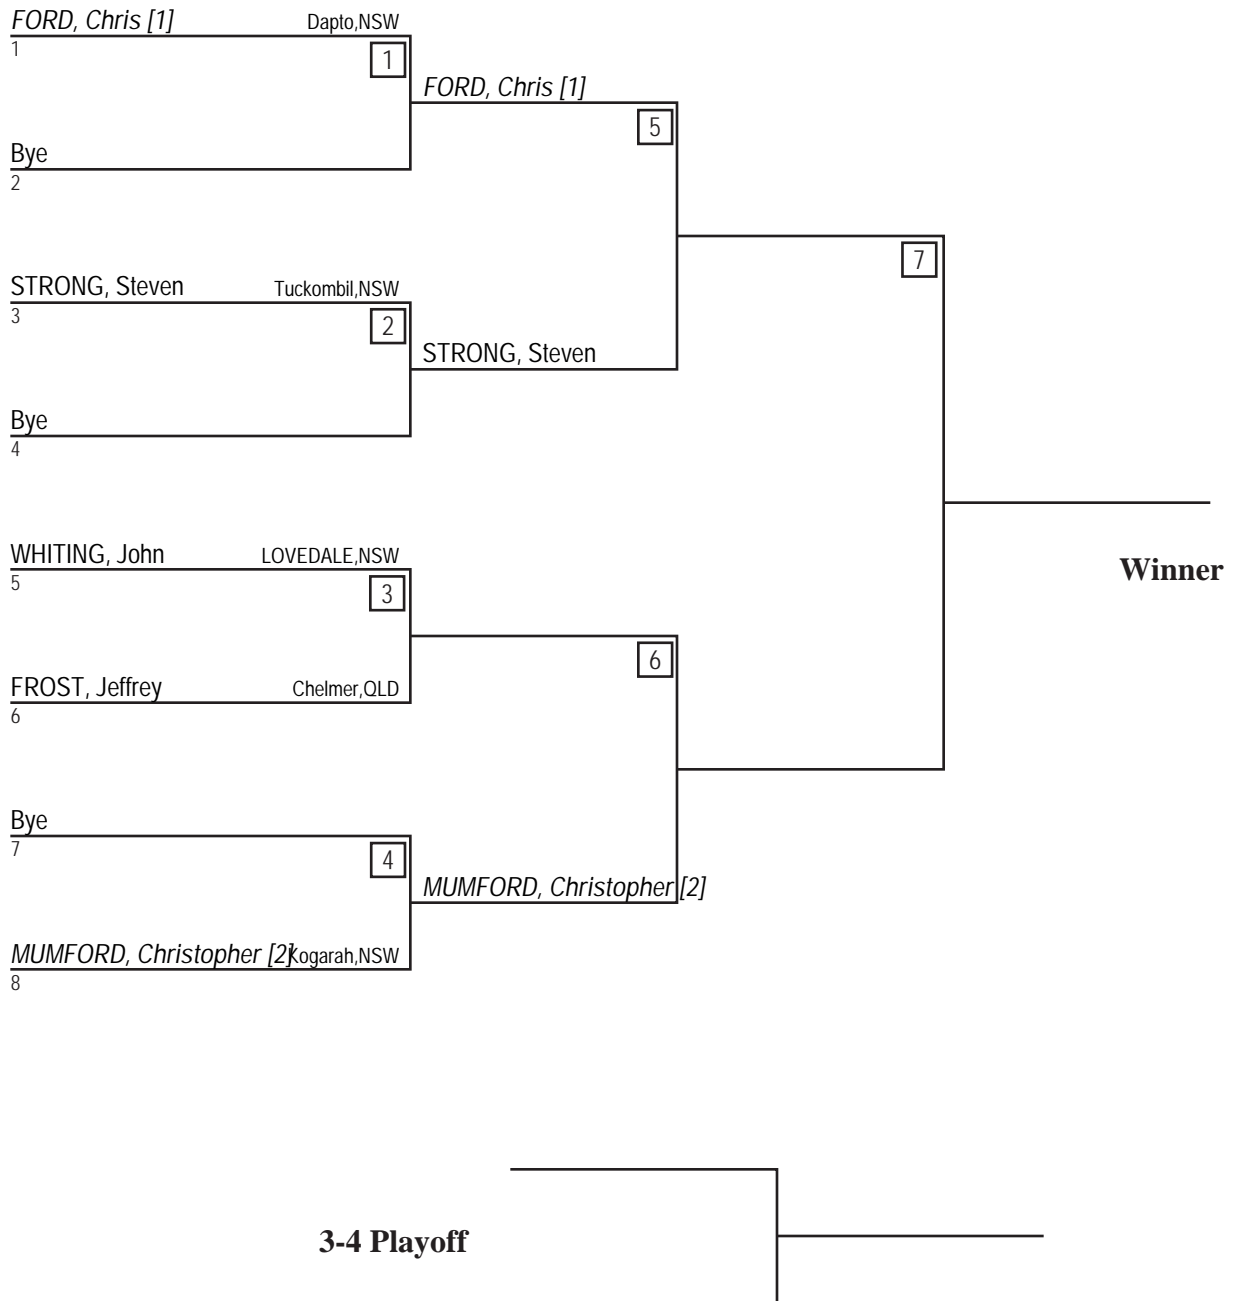 FORD, Chris [1] Dapto,NSW
1
1
FORD, Chris [1]
5
Bye
2
7
STRONG, Steven Tuckombil,NSW
3
2
STRONG, Steven
Bye
4
WHITING, John LOVEDALE,NSW
5
3
Winner
6
FROST, Jeffrey Chelmer,QLD
6
Bye
7
4
MUMFORD, Christopher [2]
MUMFORD, Christopher [2] Kogarah,NSW
8
3-4 Playoff